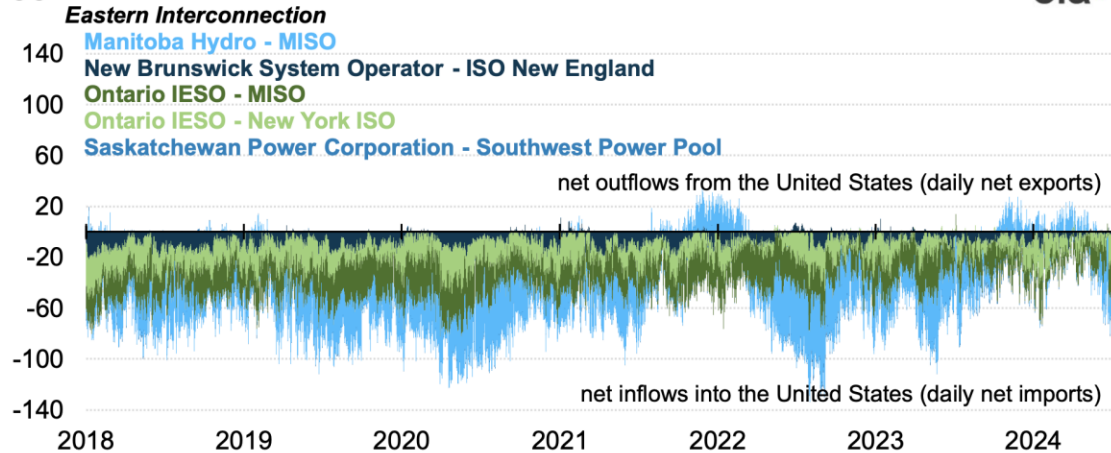 Eastern Interconnection
Manitoba Hydro - MISO
140
New Brunswick System Operator - ISO New England
Ontario IESO - MISO
100
Ontario IESO - New York ISO
60
Saskatchewan Power Corporation - Southwest Power Pool
net outflows from the United States (daily net exports)
20
-20
-60
-100
net inflows into the United States (daily net imports)
-140
2018 2019 2020 2021 2022 2023 2024